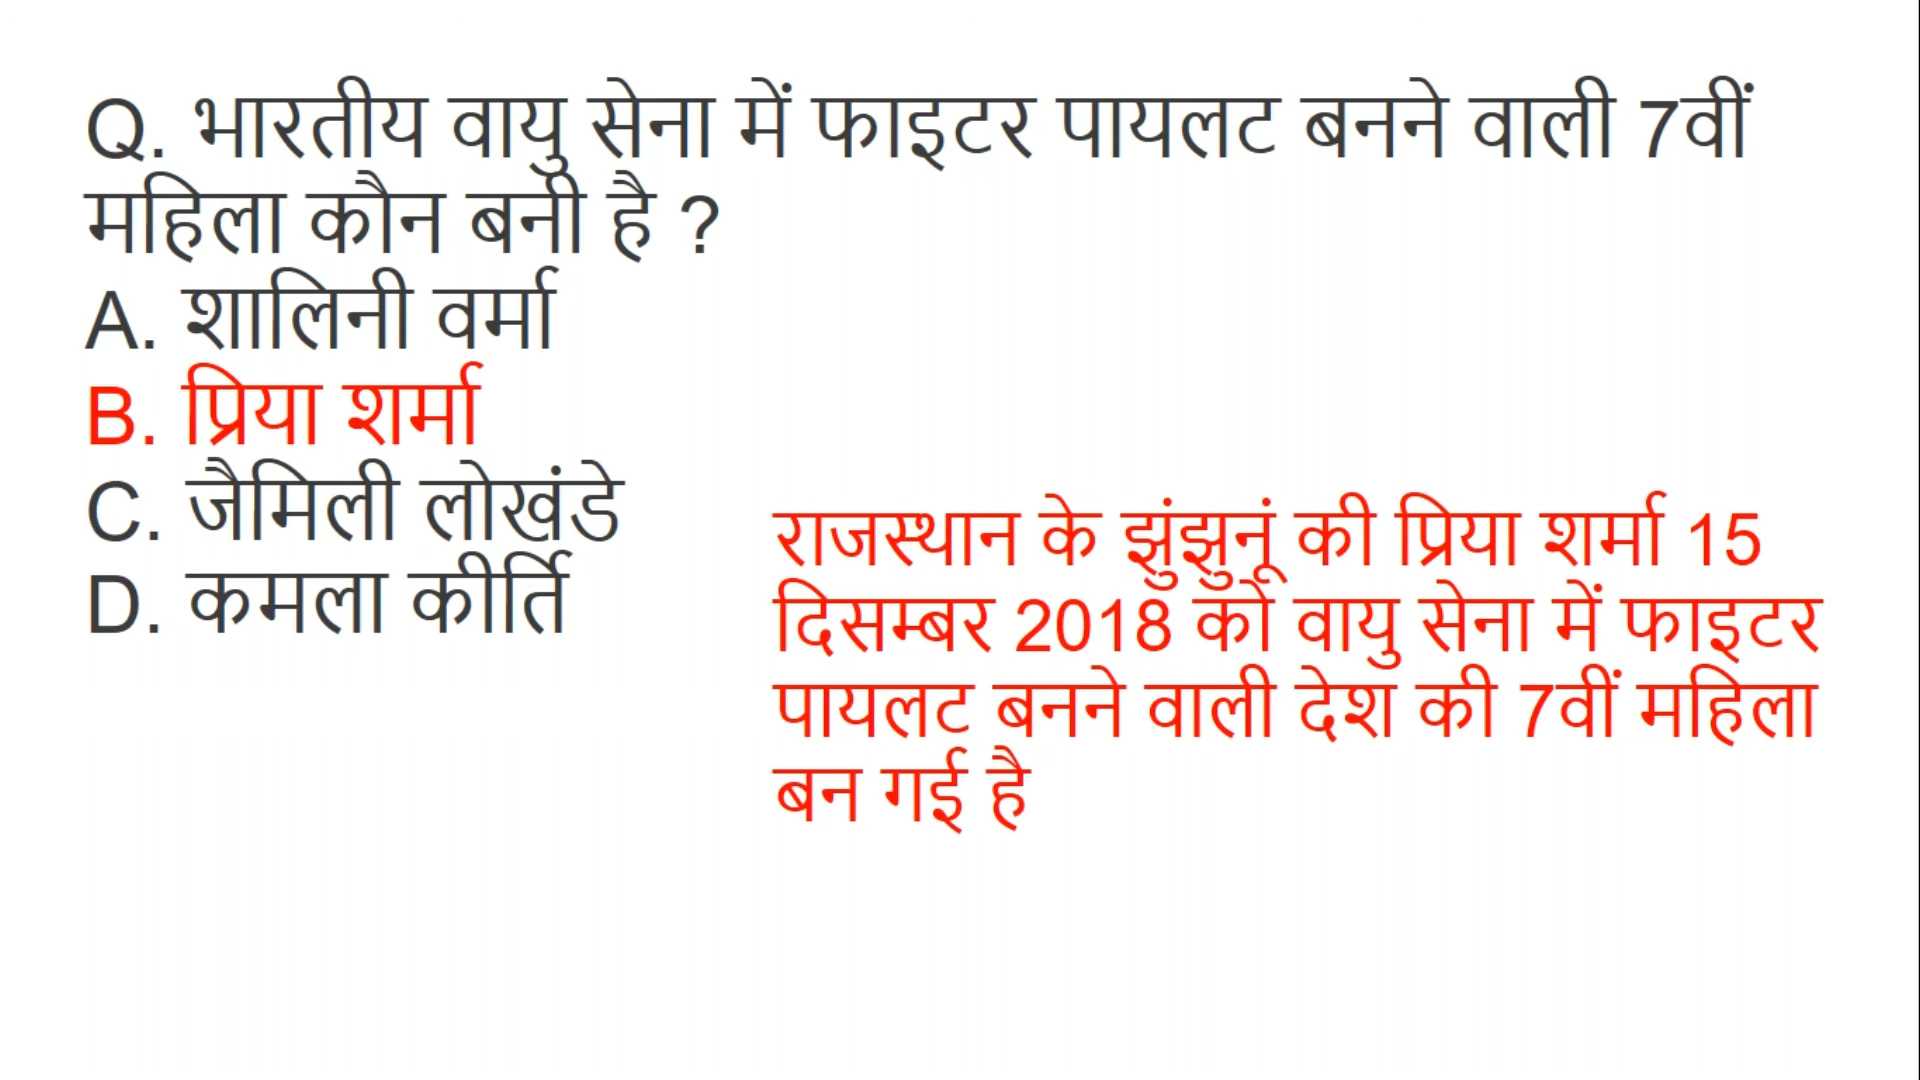 Q. भारतीय वायु सेना में फाइटर पायलट बनने वाली 7वीं
महिला कौन बनी है ?
A. शालिनी वर्मा
B. प्रिया शर्मा
C. जैमिली लोखंडे
D. कमला कीर्ति
राजस्थान के झुंझुनूं की प्रिया शर्मा 15
दिसम्बर 2018 को वायु सेना में फाइटर
पायलट बनने वाली देश की 7वीं महिला
बन गई है